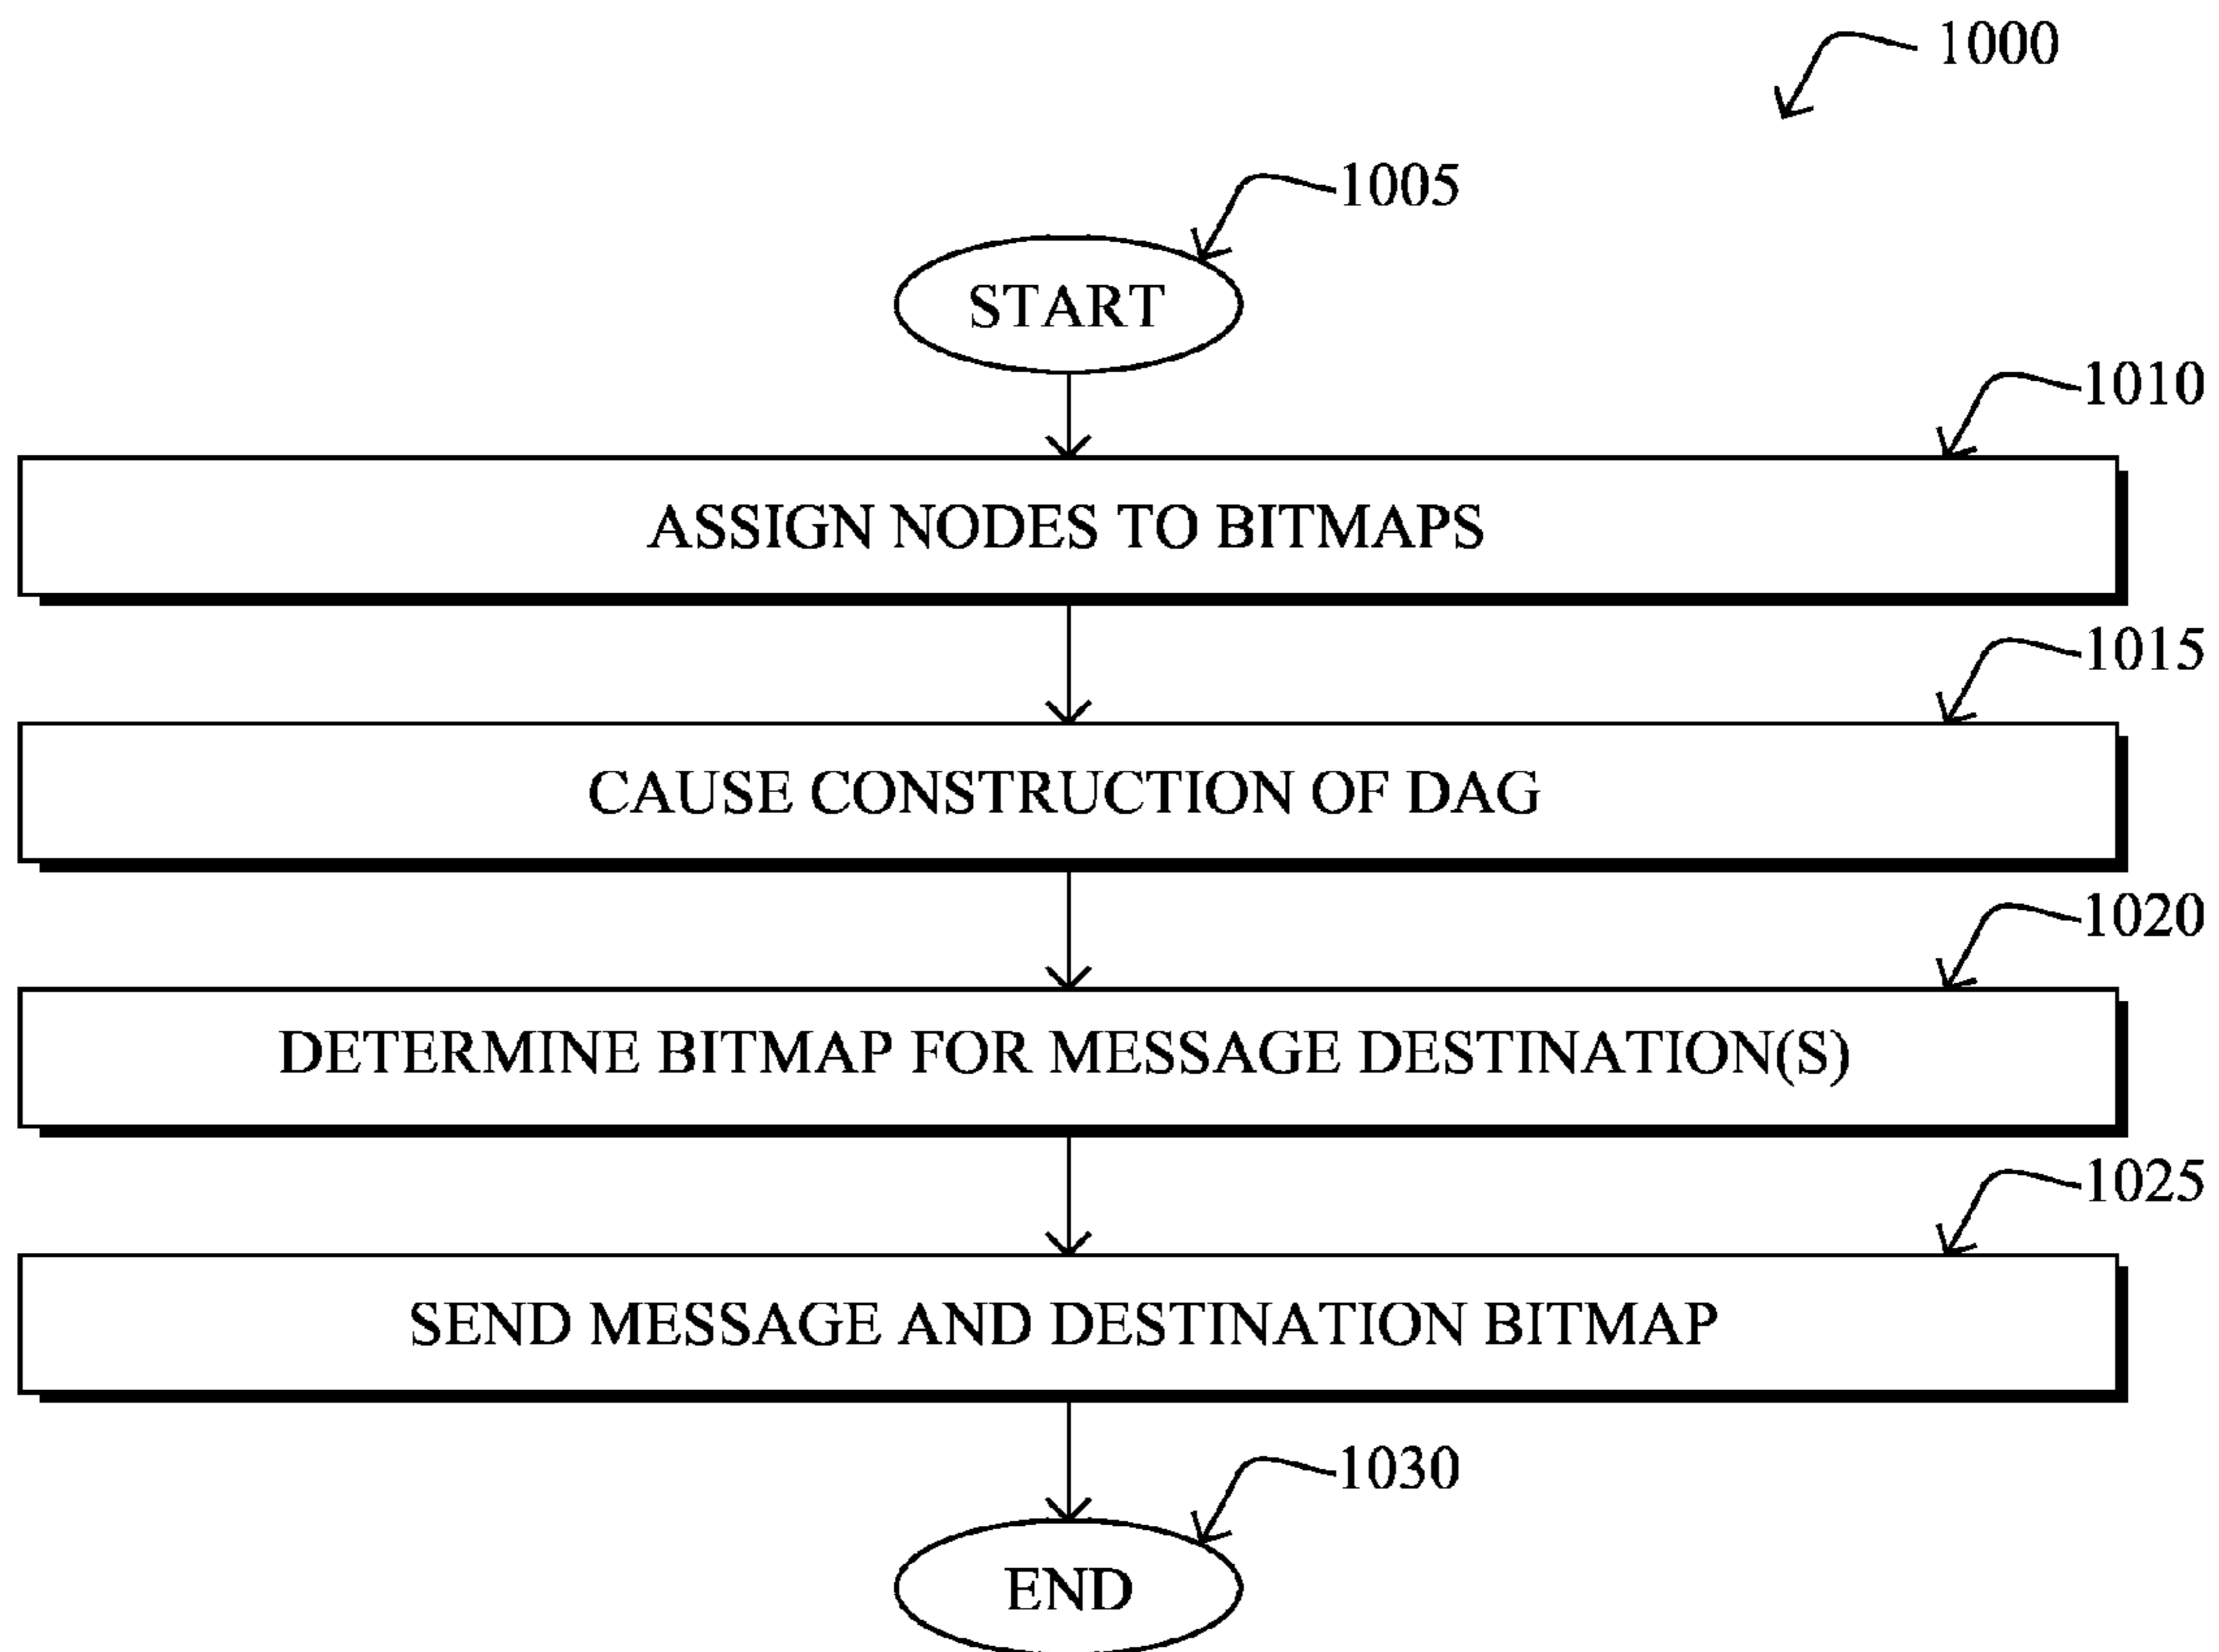 1000
1005
START
1010
ASSIGN NODES TO BITMAPS
1015
CAUSE CONSTRUCTION OF DAG
1020
DETERMINE BITMAP FOR MESSAGE DESTINATION(S)
1025
SEND MESSAGE AND DESTINATION BITMAP
1030
END